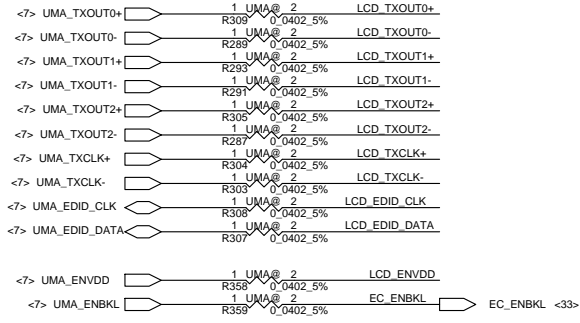 <7> UMA_TXOUT0+ 1 UMA@ 2 LCD_TXOUT0+
R309 0_0402_5%
<7> UMA_TXOUT0- 1 UMA@ 2 LCD_TXOUT0-
R289 0_0402_5%
<7> UMA_TXOUT1+ 1 UMA@ 2 LCD_TXOUT1+
R293 0_0402_5%
<7> UMA_TXOUT1- 1 UMA@ 2 LCD_TXOUT1-
R291 0_0402_5%
<7> UMA_TXOUT2+ 1 UMA@ 2 LCD_TXOUT2+
R305 0_0402_5%
<7> UMA_TXOUT2- 1 UMA@ 2 LCD_TXOUT2-
R287 0_0402_5%
<7> UMA_TXCLK+ 1 UMA@ 2 LCD_TXCLK+
R304 0_0402_5%
<7> UMA_TXCLK- 1 UMA@ 2 LCD_TXCLK-
R303 0_0402_5%
<7> UMA_EDID_CLK 1 UMA@ 2 LCD_EDID_CLK
R308 0_0402_5%
<7> UMA_EDID_DATA 1 UMA@ 2 LCD_EDID_DATA
R307 0_0402_5%
<7> UMA_ENVDD 1 UMA@ 2 LCD_ENVDD
R358 0_0402_5%
<7> UMA_ENBKL 1 UMA@ 2 EC_ENBKL EC_ENBKL <33>
R359 0_0402_5%